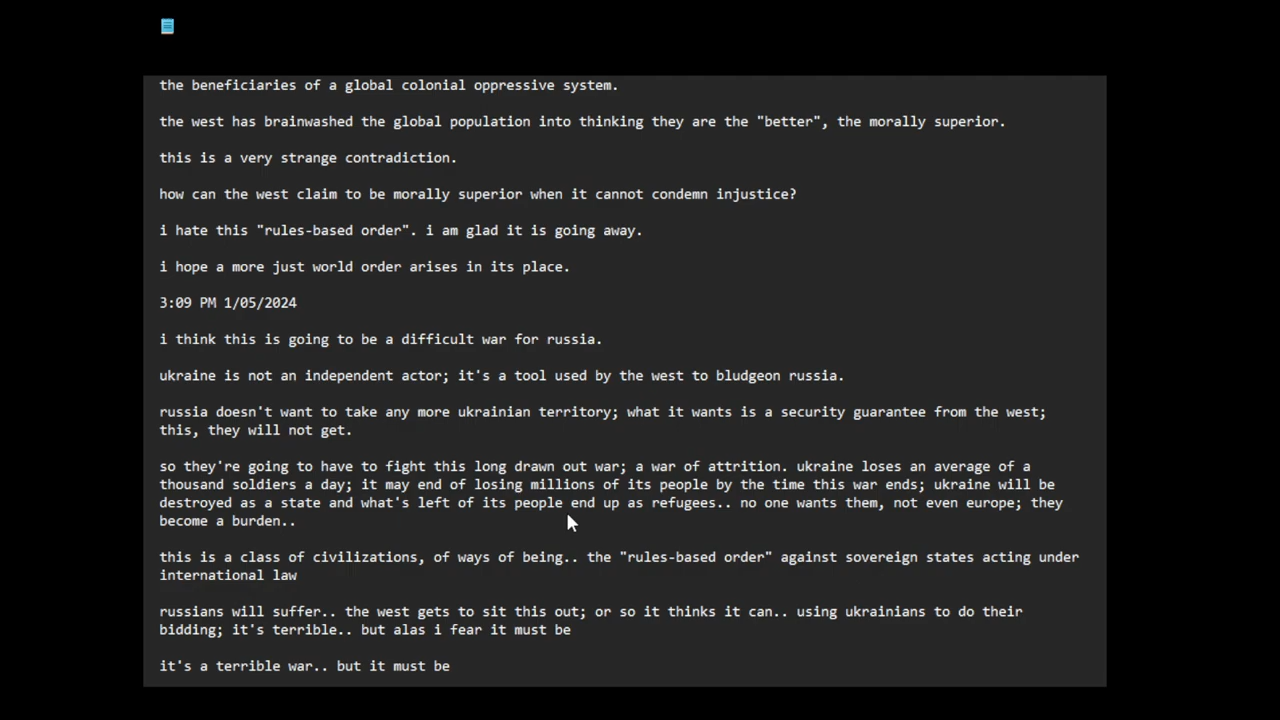 the beneficiaries of a global colonial oppressive system.
the west has brainwashed the global population into thinking they are the "better", the morally superior.
this is a very strange contradiction.
how can the west claim to be morally superior when it cannot condemn injustice?
i hate this "rules-based order". i am glad it is going away.
i hope a more just world order arises in its place.
3:09 PM 1/05/2024
i think this is going to be a difficult war for russia.
ukraine is not an independent actor; it's a tool used by the west to bludgeon russia.
russia doesn't want to take any more ukrainian territory; what it wants is a security guarantee from the west;
this, they will not get.
so they're going to have to fight this long drawn out war; a war of attrition. ukraine loses an average of a
thousand soldiers a day; it may end of losing millions of its people by the time this war ends; ukraine will be
destroyed as a state and what's left of its people end up as refugees.. no one wants them, not even europe; they
become a burden..
this is a class of civilizations, of ways of being.. the "rules-based order" against sovereign states acting under
international law
russians will suffer.. the west gets to sit this out; or so it thinks it can.. using ukrainians to do their
bidding; it's terrible.. but alas i fear it must be
it's a terrible war.. but it must be